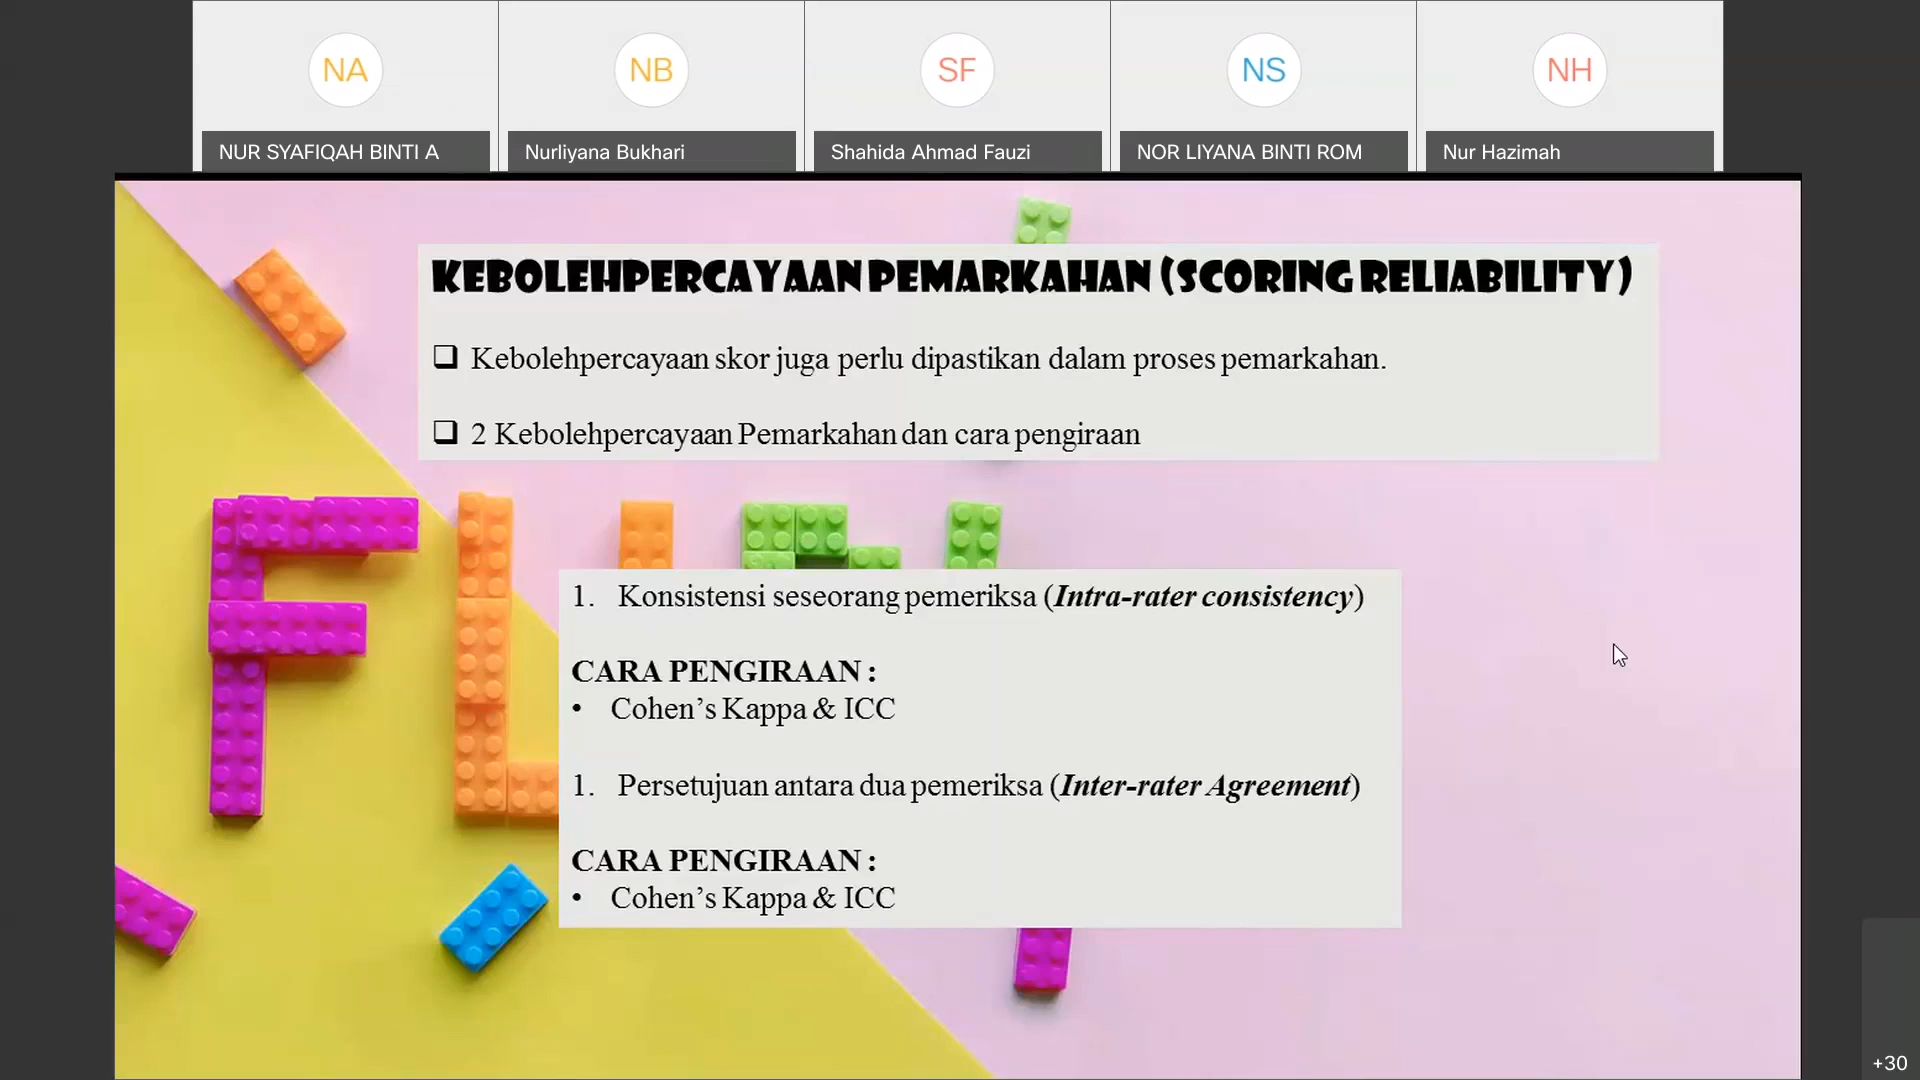 NA
NB
SF
NS
NH
NUR SYAFIQAH BINTI A
Nurliyana Bukhari
Shahida Ahmad Fauzi
NOR LIYANA BINTI ROM
Nur Hazimah
KEBOLEHPERCAYAAN PEMARKAHAN (SCORING RELIABILITY)
❑ Kebolehpercayaan skor juga perlu dipastikan dalam proses pemarkahan.
❑ 2 Kebolehpercayaan Pemarkahan dan cara pengiraan
1. Konsistensi seseorang pemeriksa (Intra-rater consistency)
CARA PENGIRAAN :
• Cohen’s Kappa & ICC
1. Persetujuan antara dua pemeriksa (Inter-rater Agreement)
CARA PENGIRAAN :
• Cohen’s Kappa & ICC
+30